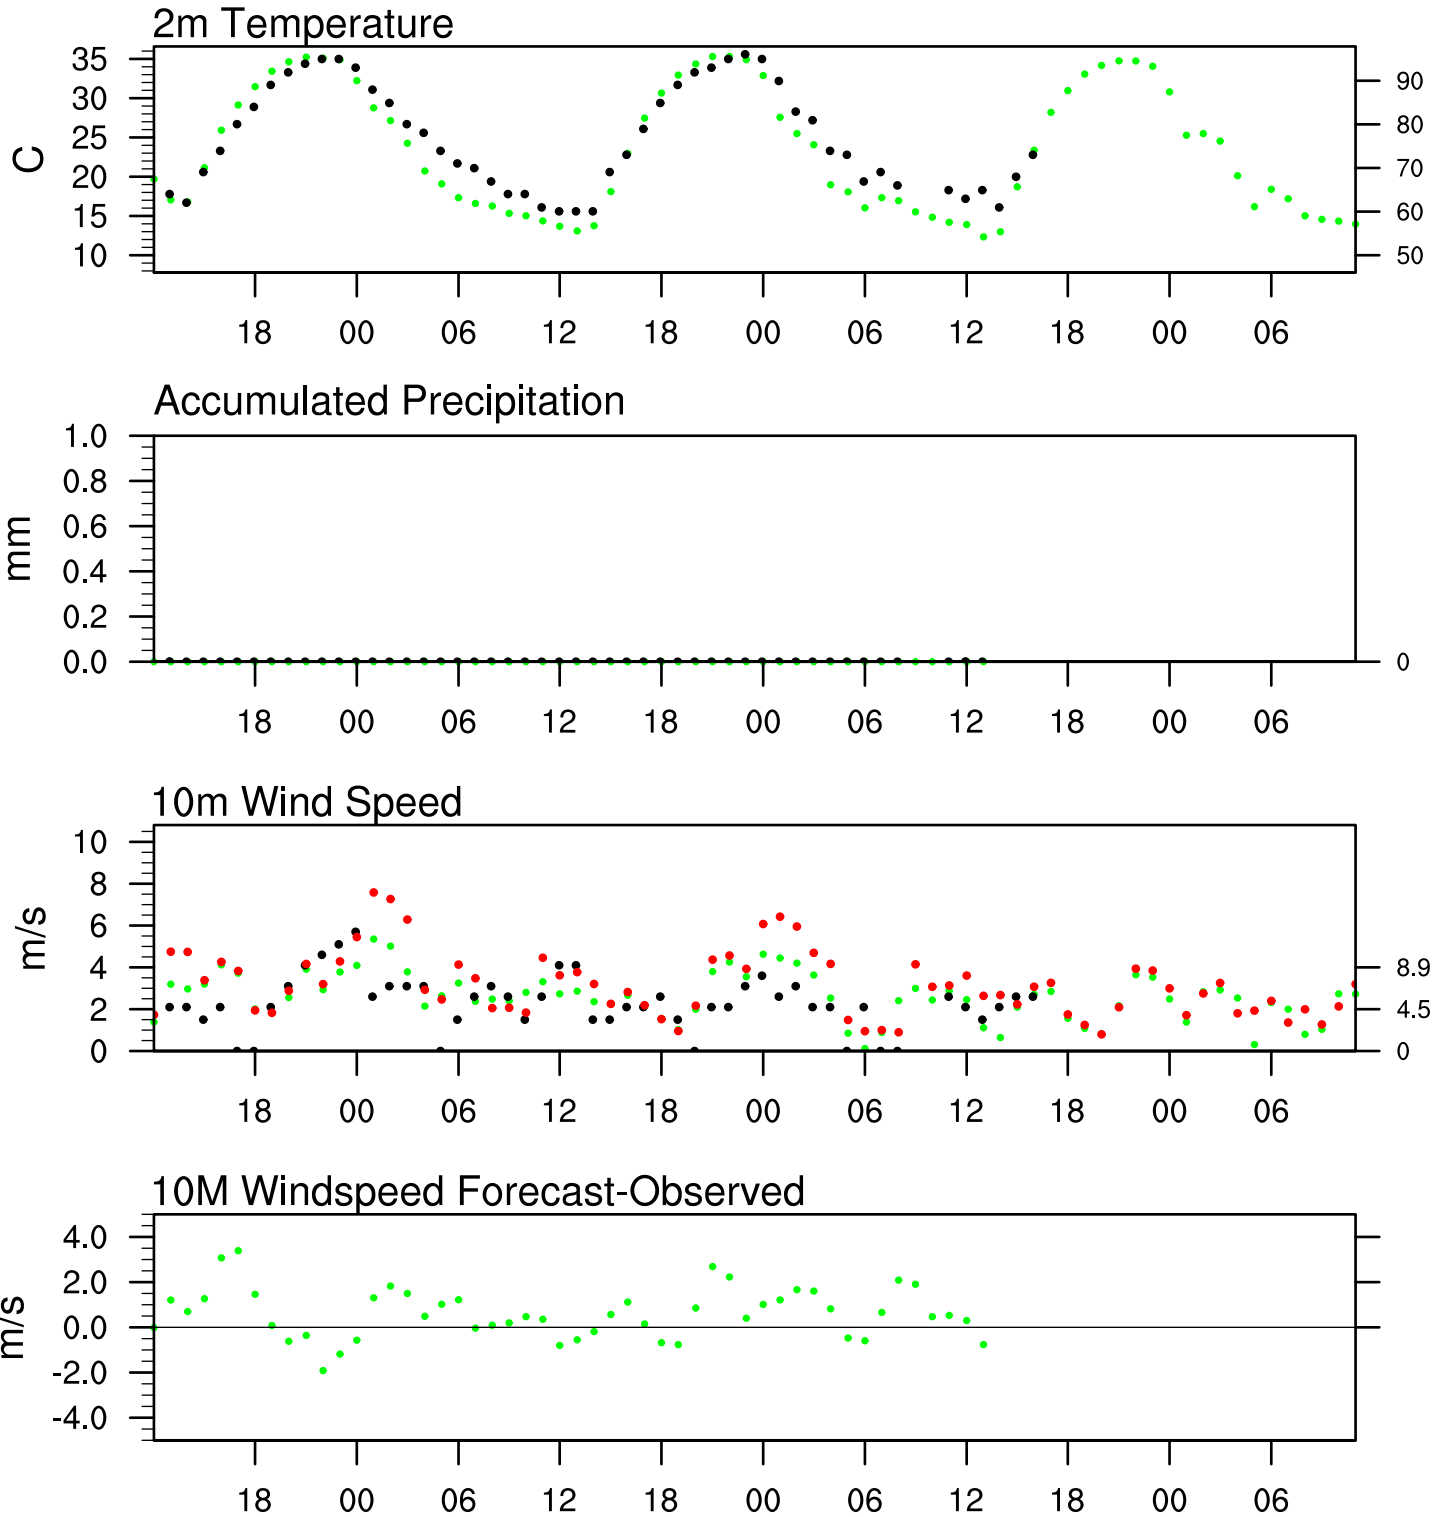 2m Temperature
C
35
30
25
20
15
10
90
80
70
60
50
18 00 06 12 18 00 06 12 18 00 06
Accumulated Precipitation
mm
1.0
0.8
0.6
0.4
0.2
0.0
0
18 00 06 12 18 00 06 12 18 00 06
10m Wind Speed
m/s
10
8
6
4
2
0
8.9
4.5
0
18 00 06 12 18 00 06 12 18 00 06
10M Windspeed Forecast-Observed
m/s
4.0
2.0
0.0
-2.0
-4.0
18 00 06 12 18 00 06 12 18 00 06